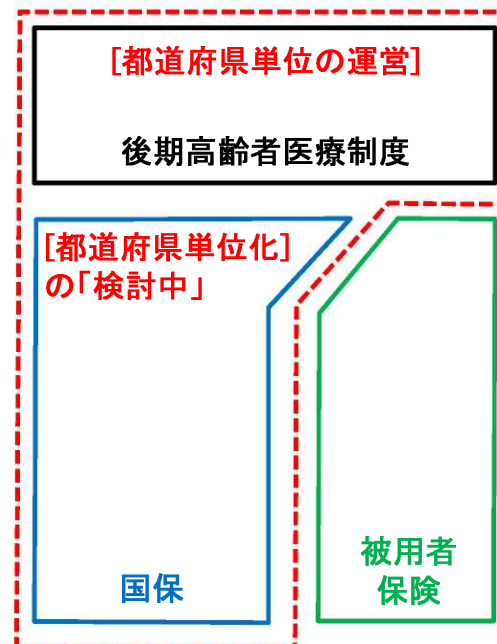 [都道府県単位の運営]
後期高齢者医療制度
[都道府県単位化]
の「検討中」
国保
被用者
保険